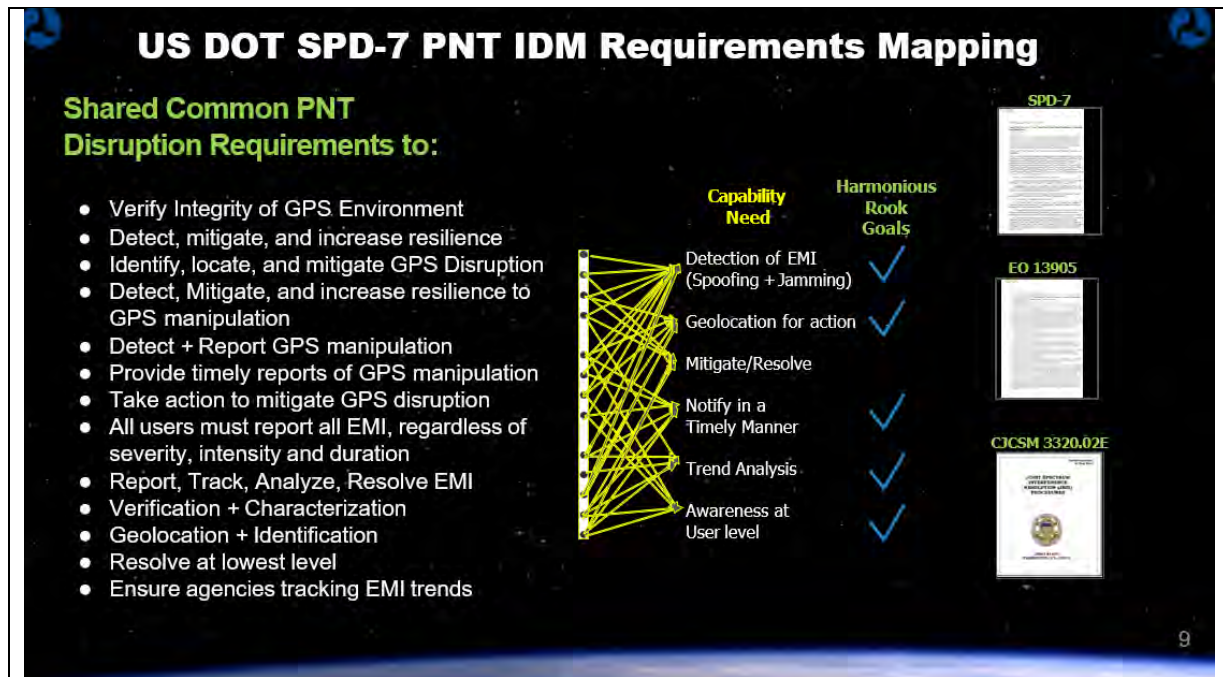 US DOT SPD-7 PNT IDM Requirements Mapping
Shared Common PNT
Disruption Requirements to:
● Verify Integrity of GPS Environment
● Detect, mitigate, and increase resilience
● Identify, locate, and mitigate GPS Disruption
● Detect, Mitigate, and increase resilience to
GPS manipulation
● Detect + Report GPS manipulation
● Provide timely reports of GPS manipulation
● Take action to mitigate GPS disruption
● All users must report all EMI, regardless of
severity, intensity and duration
● Report, Track, Analyze, Resolve EMI
● Verification + Characterization
● Geolocation + Identification
● Resolve at lowest level
● Ensure agencies tracking EMI trends
Capability
Need
Detection of EMI
(Spoofing + Jamming)
Geolocation for action
Mitigate/Resolve
Notify in a
Timely Manner
Trend Analysis
Awareness at
User level
Harmonious
Rook
Goals
SPD-7
EO 13905
CJCSM 3320.02E
JOINT SPECTRUM
INTERFERENCE
RESOLUTION (JSIR)
PROCEDURES
9